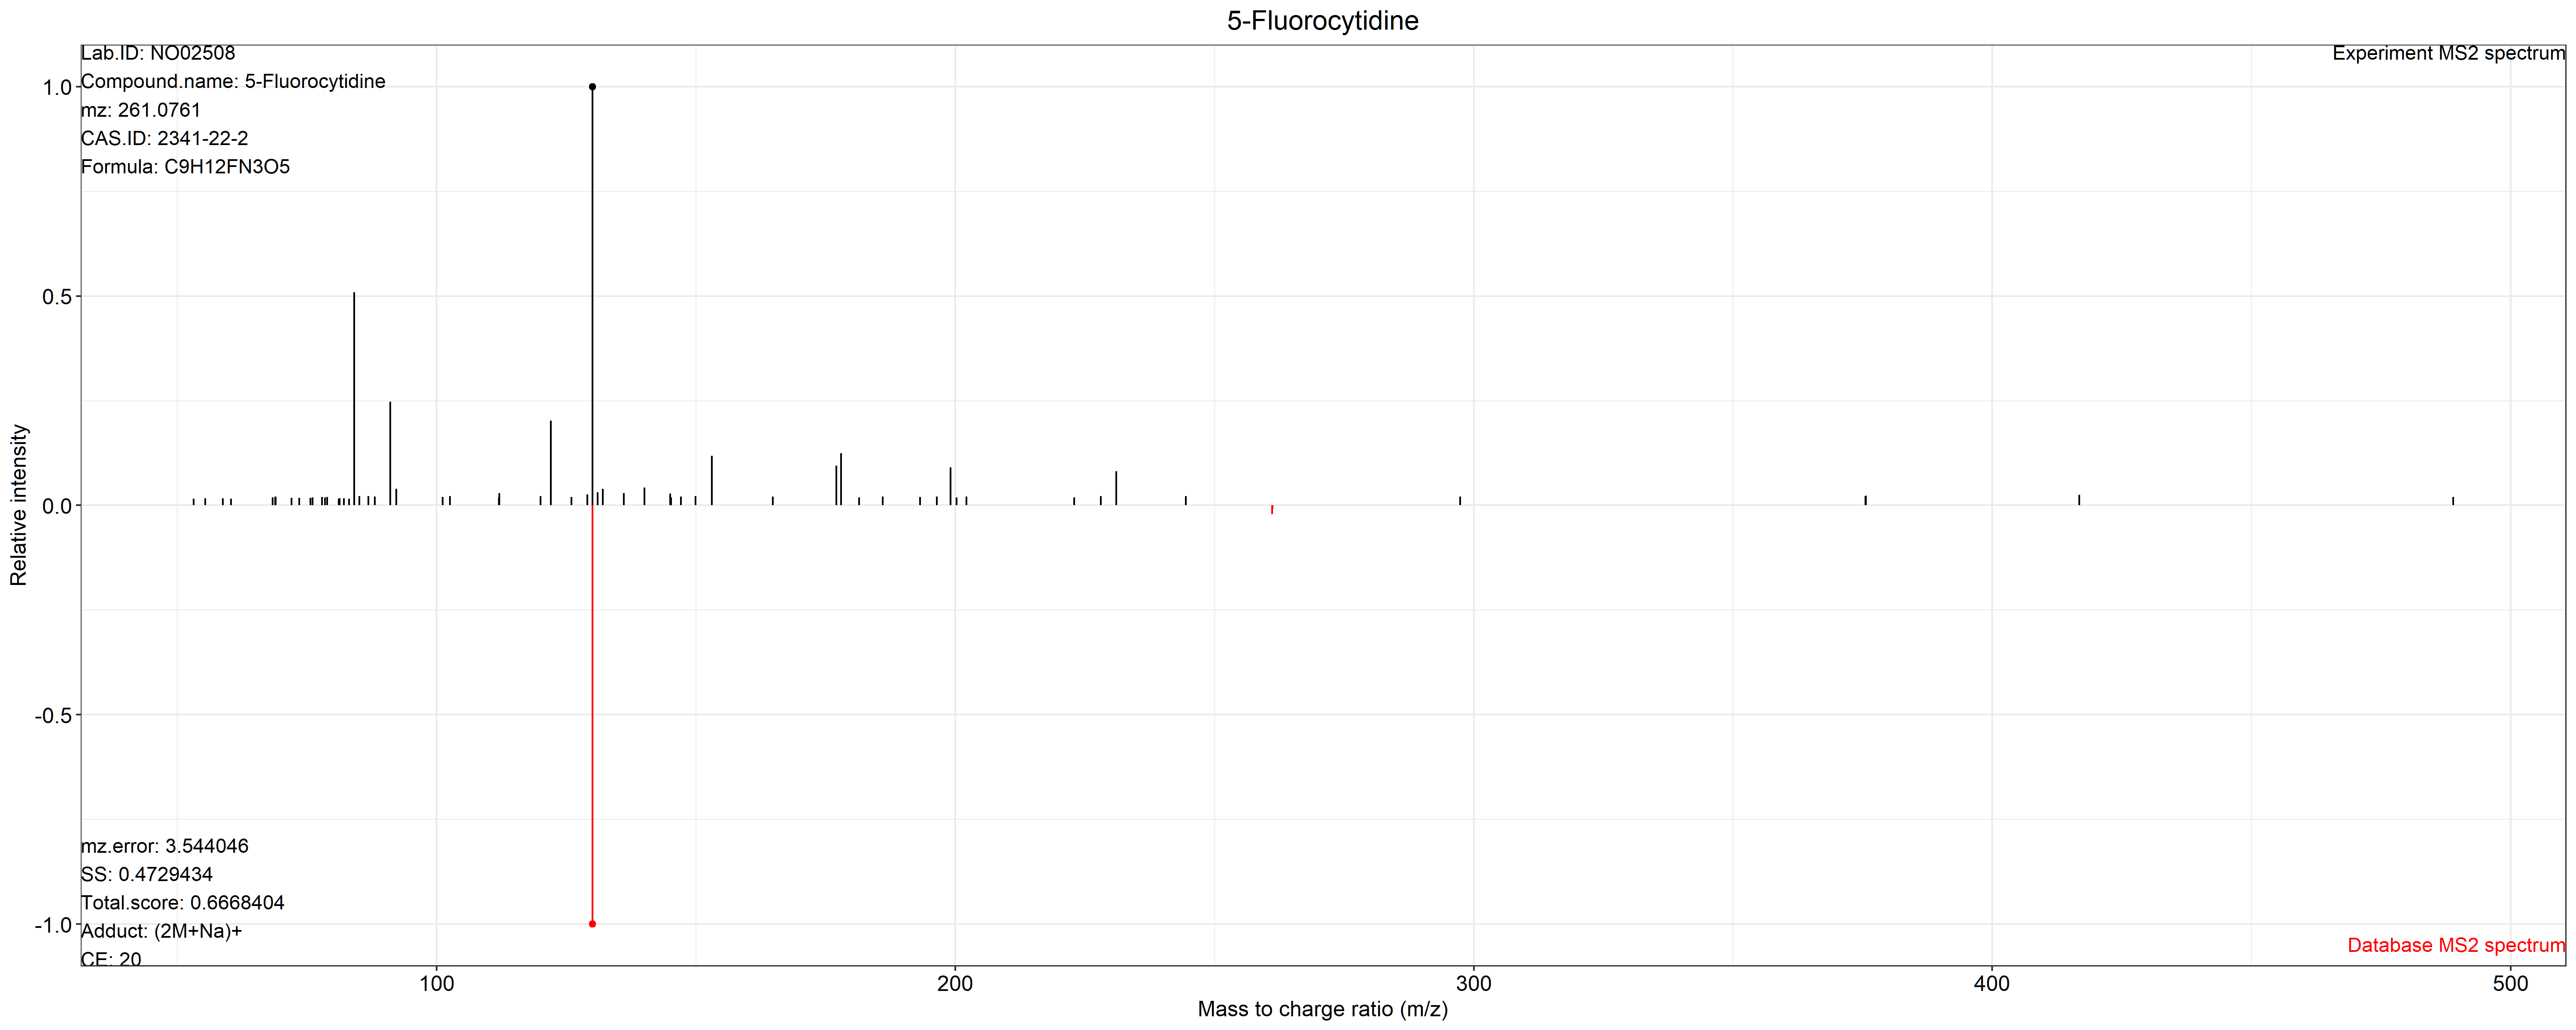 5-Fluorocytidine
Lab.ID: NO02508
Compound.name: 5-Fluorocytidine
mz: 261.0761
CAS.ID: 2341-22-2
Formula: C9H12FN3O5
Experiment MS2 spectrum
1.0
0.5
0.0
-0.5
-1.0
Relative intensity
mz.error: 3.544046
SS: 0.4729434
Total.score: 0.6668404
Adduct: (2M+Na)+
CE: 20
Database MS2 spectrum
100 200 300 400 500
Mass to charge ratio (m/z)